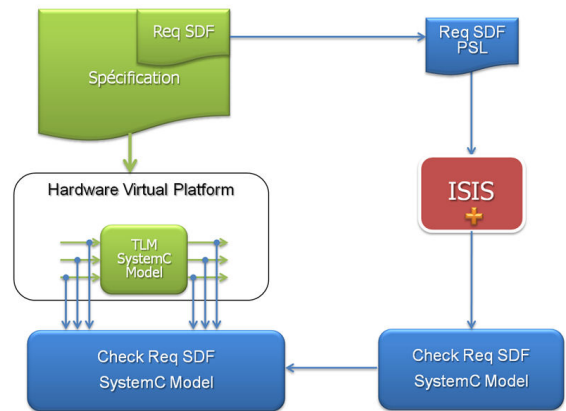 Req SDF
Spécification
Req SDF
PSL
Hardware Virtual Platform
TLM
SystemC
Model
ISIS
Check Req SDF
SystemC Model
Check Req SDF
SystemC Model